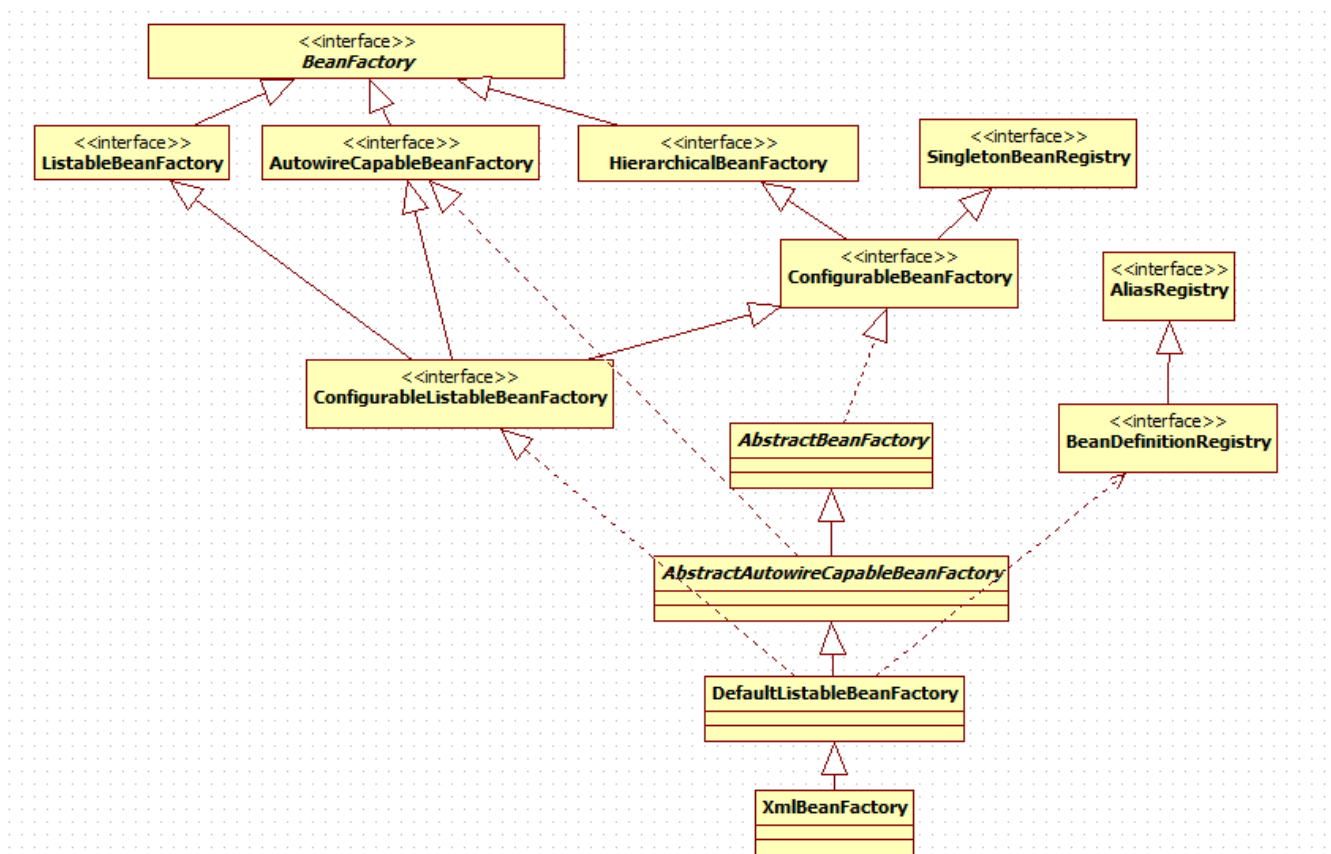 <<interface>>
BeanFactory
<<interface>>
ListableBeanFactory
<<interface>>
AutowireCapableBeanFactory
<<interface>>
HierarchicalBeanFactory
<<interface>>
SingletonBeanRegistry
<<interface>>
ConfigurableBeanFactory
<<interface>>
AliasRegistry
<<interface>>
ConfigurableListableBeanFactory
<<interface>>
BeanDefinitionRegistry
AbstractBeanFactory
AbstractAutowireCapableBeanFactory
DefaultListableBeanFactory
XmlBeanFactory